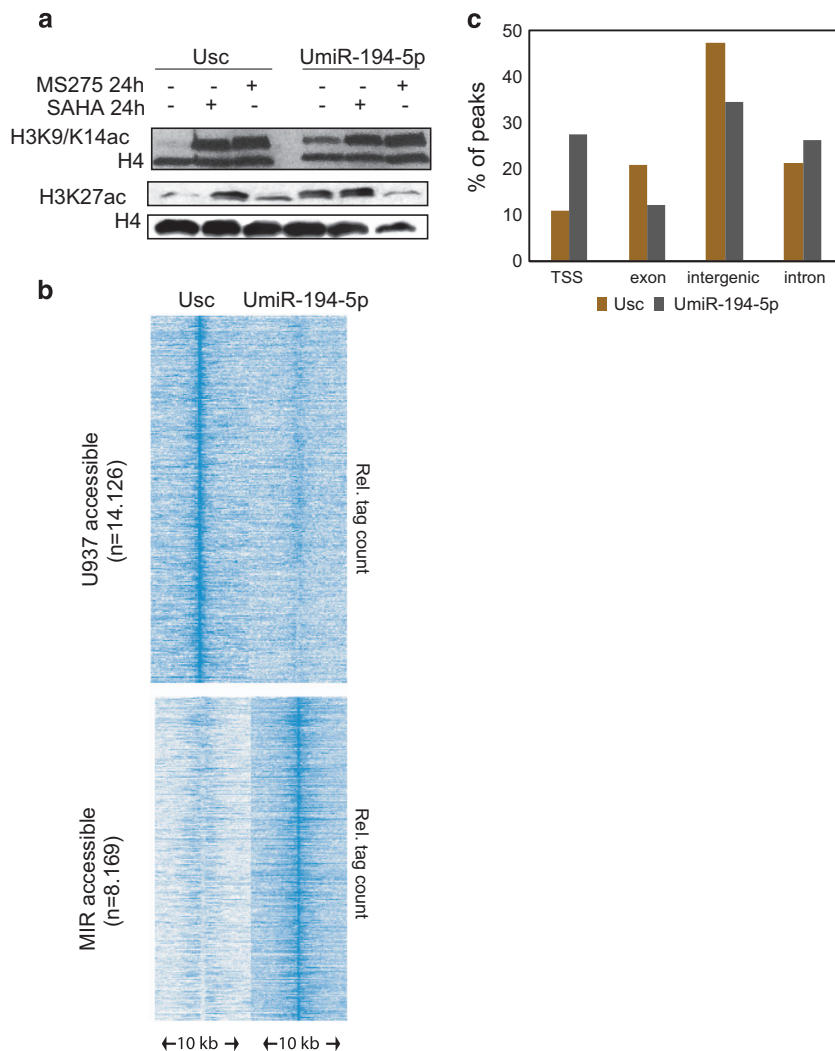 a
Usc UmiR-194-5p
MS275 24h - - + - - +
SAHA 24h - + - - + -
H3K9/K14ac
H4
H3K27ac
H4
b
Usc UmiR-194-5p
U937 accessible
(n=14.126)
Rel. tag count
MIR accessible
(n=8.169)
Rel. tag count
10 kb 10 kb
c
% of peaks
50
40
30
20
10
0
TSS exon intergenic intron
Usc UmiR-194-5p